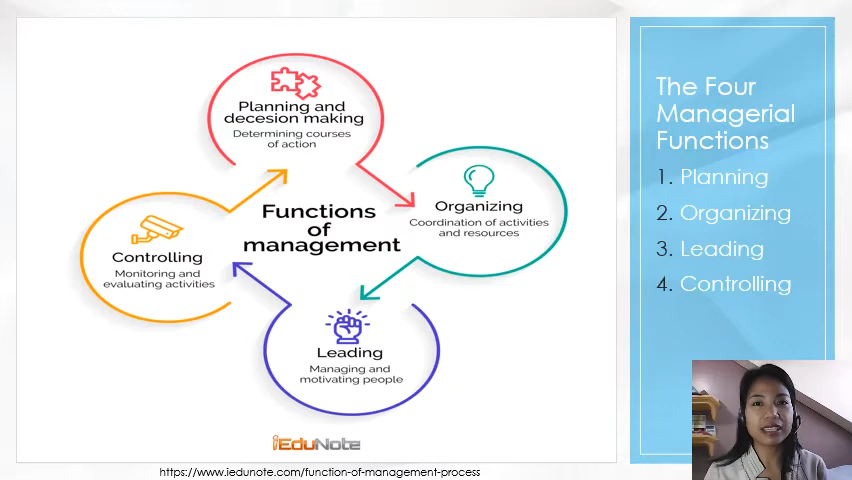 Planning and
decesion making
Determining courses
of action
Organizing
Coordination of activities
and resources
Functions
of
management
Controlling
Monitoring and
evaluating activities
Leading
Managing and
motivating people
iEduNote
https://www.iedunote.com/function-of-management-process
The Four
Managerial
Functions
1. Planning
2. Organizing
3. Leading
4. Controlling